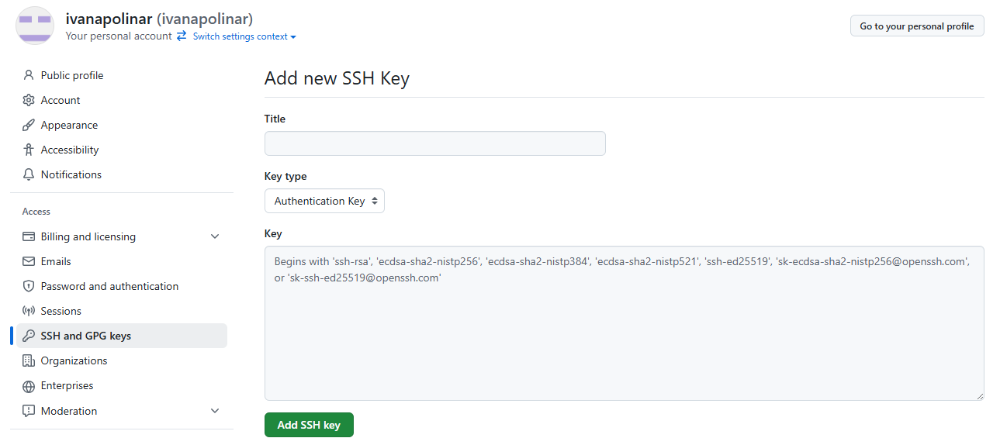 ivanapolinar (ivanapolinar)
Your personal account Switch settings context
Go to your personal profile
Public profile
Account
Appearance
Accessibility
Notifications
Access
Billing and licensing
Emails
Password and authentication
Sessions
SSH and GPG keys
Organizations
Enterprises
Moderation
Add new SSH Key
Title
Key type
Authentication Key
Key
Begins with 'ssh-rsa', 'ecdsa-sha2-nistp256', 'ecdsa-sha2-nistp384', 'ecdsa-sha2-nistp521', 'ssh-ed25519', 'sk-ecdsa-sha2-nistp256@openssh.com',
or 'sk-ssh-ed25519@openssh.com'
Add SSH key